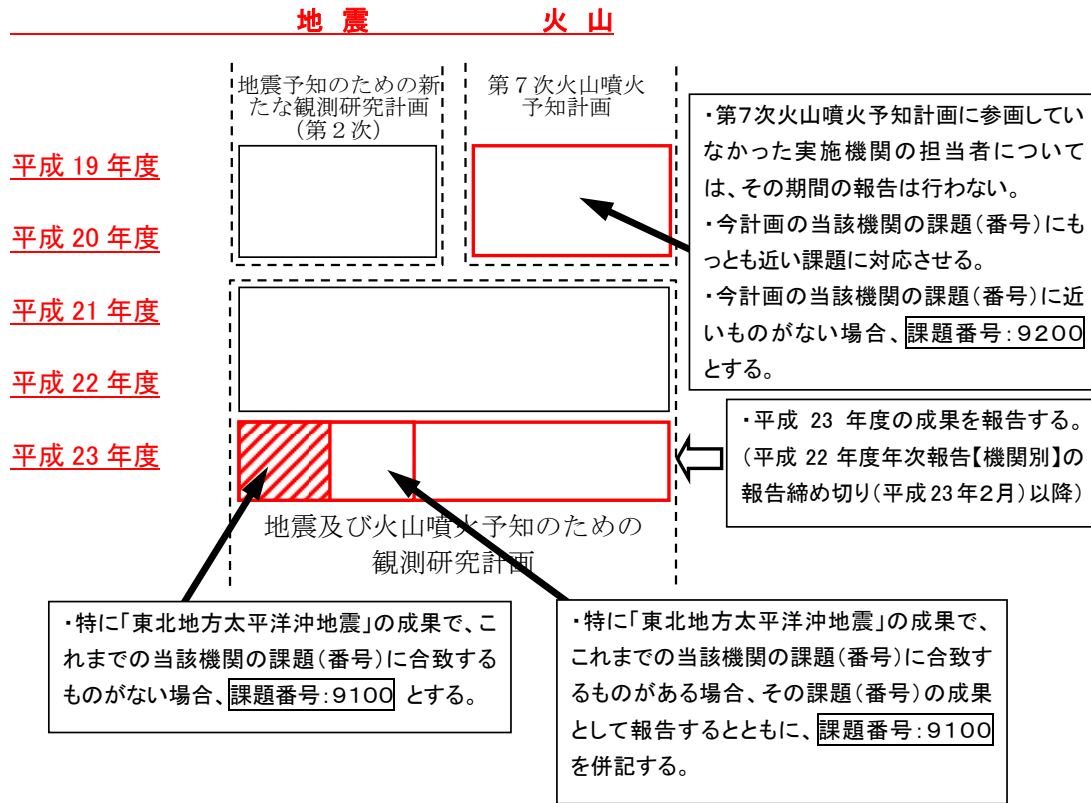 地 震　　火 山
地震予知のための新
たな観測研究計画
(第２次)
第７次火山噴火
予知計画
平成 19 年度
平成 20 年度
平成 21 年度
平成 22 年度
平成 23 年度
・第7次火山噴火予知計画に参画してい
なかった実施機関の担当者について
は、その期間の報告は行わない。
・今計画の当該機関の課題(番号)にも
っとも近い課題に対応させる。
・今計画の当該機関の課題(番号)に近
いものがない場合、課題番号:9200
とする。
・平成 23 年度の成果を報告する。
(平成 22 年度年次報告【機関別】の
報告締め切り(平成23年2月)以降)
地震及び火山噴火予知のための
観測研究計画
・特に「東北地方太平洋沖地震」の成果で、こ
れまでの当該機関の課題(番号)に合致する
ものがない場合、課題番号:9100 とする。
・特に「東北地方太平洋沖地震」の成果で、
これまでの当該機関の課題(番号)に合致す
るものがある場合、その課題(番号)の成果
として報告するとともに、課題番号:9100
を併記する。